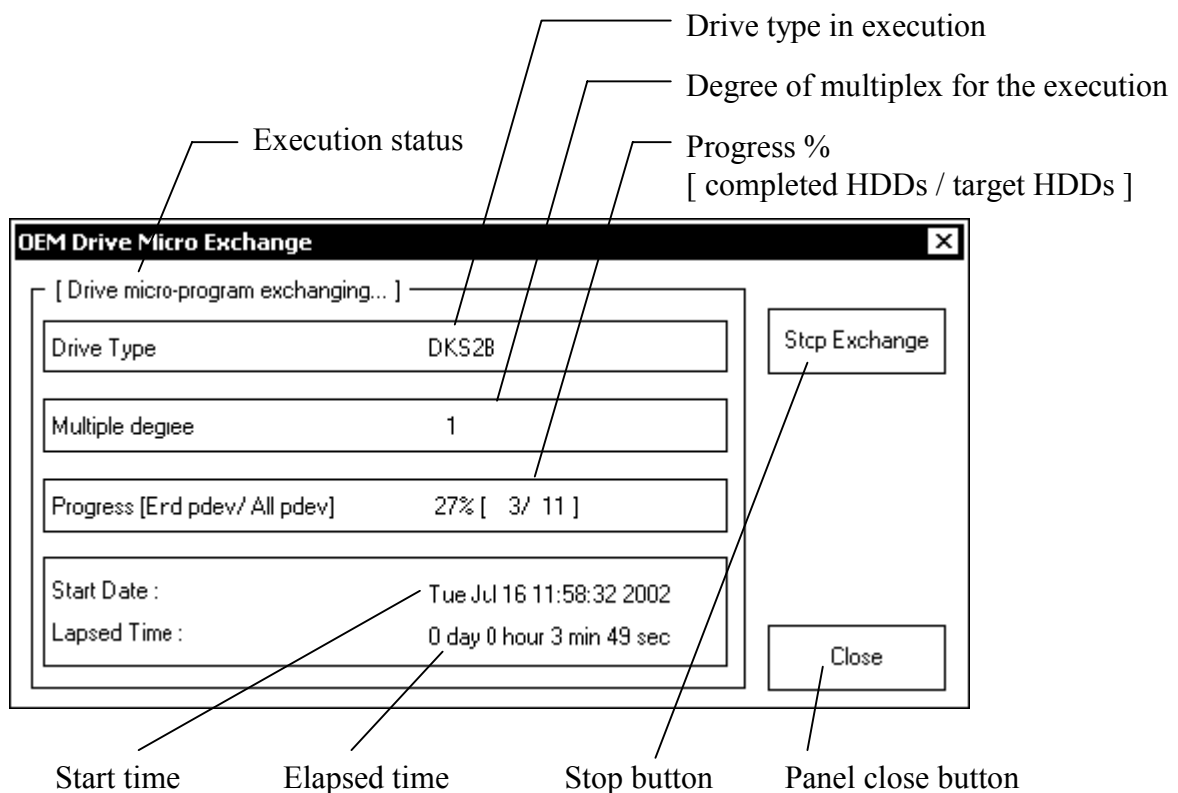 Drive type in execution
Degree of multiplex for the execution
Execution status
Progress %
[ completed HDDs / target HDDs ]
OEM Drive Micro Exchange
[ Drive micro-program exchanging... ]
Drive Type DKS2B
Stcp Exchange
Multiple degree 1
Progress [Erd pdev/ All pdev] 27% [ 3/ 11 ]
Start Date : Tue Jul 16 11:58:32 2002
Lapsed Time : 0 day 0 hour 3 min 49 sec
Close
Start time
Elapsed time
Stop button
Panel close button